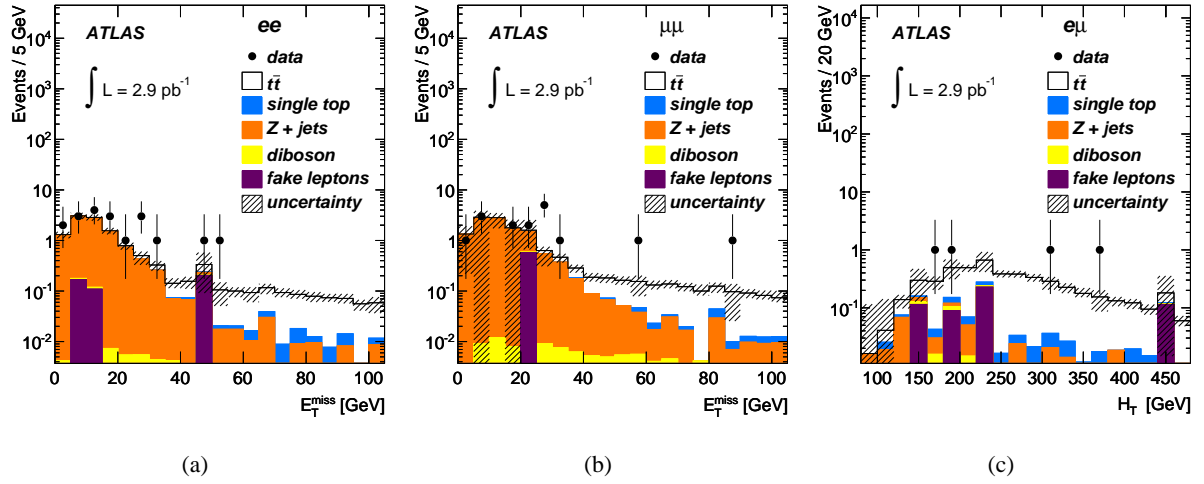 Events / 5 GeV
10⁴
10³
10²
10
1
10⁻¹
10⁻²
ATLAS
ee
∫ L = 2.9 pb⁻¹
data
tt̄
single top
Z + jets
diboson
fake leptons
uncertainty
0 20 40 60 80 100
E_T^miss [GeV]
(a)
Events / 5 GeV
10⁴
10³
10²
10
1
10⁻¹
10⁻²
ATLAS
μμ
∫ L = 2.9 pb⁻¹
data
tt̄
single top
Z + jets
diboson
fake leptons
uncertainty
0 20 40 60 80 100
E_T^miss [GeV]
(b)
Events / 20 GeV
10⁴
10³
10²
10
1
10⁻¹
ATLAS
eμ
∫ L = 2.9 pb⁻¹
data
tt̄
single top
Z + jets
diboson
fake leptons
uncertainty
100 150 200 250 300 350 400 450
H_T [GeV]
(c)